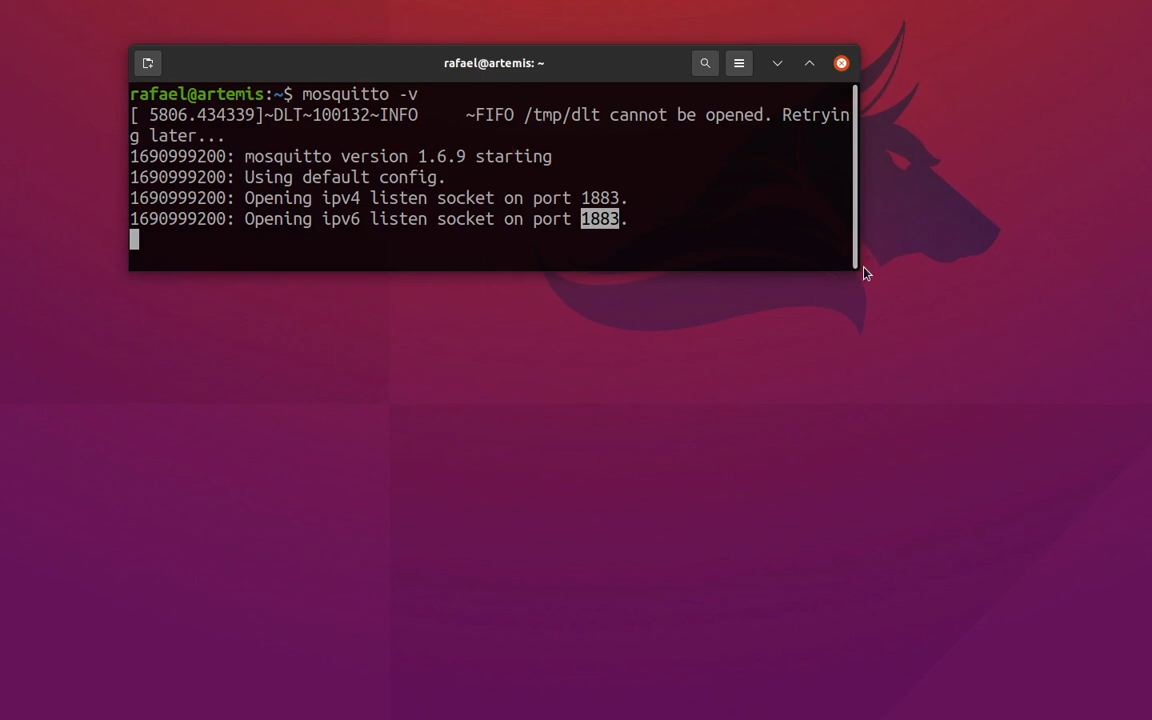 rafael@artemis: ~
rafael@artemis:~$ mosquitto -v
[ 5806.434339]~DLT~100132~INFO     ~FIFO /tmp/dlt cannot be opened. Retryin
g later...
1690999200: mosquitto version 1.6.9 starting
1690999200: Using default config.
1690999200: Opening ipv4 listen socket on port 1883.
1690999200: Opening ipv6 listen socket on port 1883.